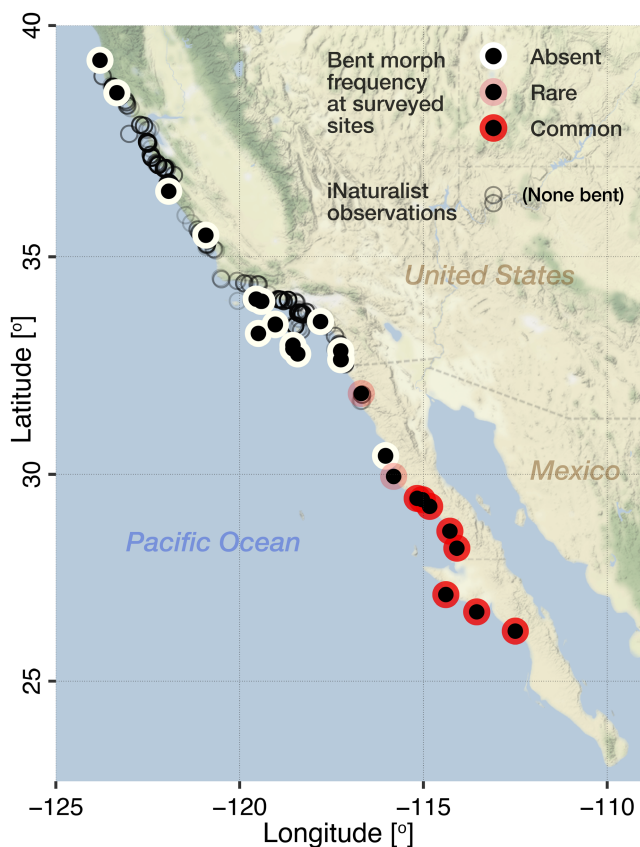 40
35
30
25
Latitude [º]
Bent morph
frequency
at surveyed
sites
Absent
Rare
Common
iNaturalist
observations
(None bent)
United States
Mexico
Pacific Ocean
−125
−120
−115
−110
Longitude [º]